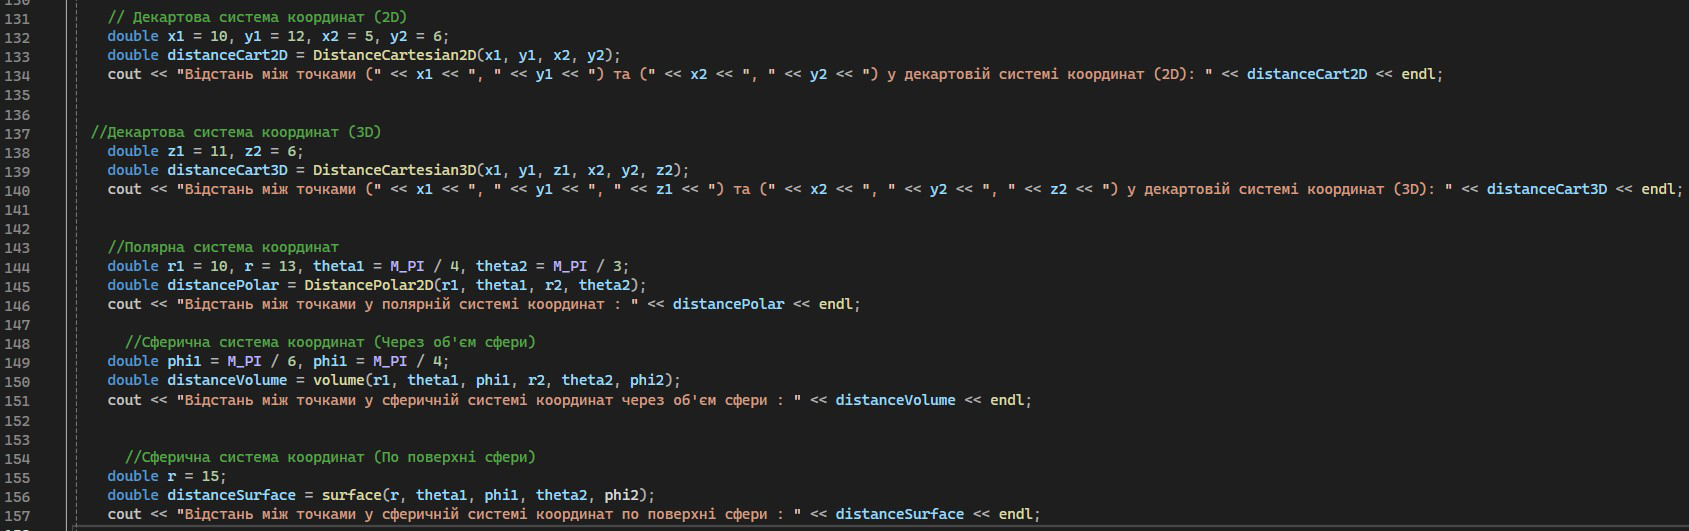 131 // Декартова система координат (2D)
132 double x1 = 10, y1 = 12, x2 = 5, y2 = 6;
133 double distanceCart2D = DistanceCartesian2D(x1, y1, x2, y2);
134 cout << "Відстань між точками (" << x1 << ", " << y1 << ") та (" << x2 << ", " << y2 << ") у декартовій системі координат (2D): " << distanceCart2D << endl;
135
136
137 //Декартова система координат (3D)
138 double z1 = 11, z2 = 6;
139 double distanceCart3D = DistanceCartesian3D(x1, y1, z1, x2, y2, z2);
140 cout << "Відстань між точками (" << x1 << ", " << y1 << ", " << z1 << ") та (" << x2 << ", " << y2 << ", " << z2 << ") у декартовій системі координат (3D): " << distanceCart3D << endl;
141
142
143 //Полярна система координат
144 double r1 = 10, r = 13, theta1 = M_PI / 4, theta2 = M_PI / 3;
145 double distancePolar = DistancePolar2D(r1, theta1, r2, theta2);
146 cout << "Відстань між точками у полярній системі координат : " << distancePolar << endl;
147
148 //Сферична система координат (Через об'єм сфери)
149 double phi1 = M_PI / 6, phi1 = M_PI / 4;
150 double distanceVolume = volume(r1, theta1, phi1, r2, theta2, phi2);
151 cout << "Відстань між точками у сферичній системі координат через об'єм сфери : " << distanceVolume << endl;
152
153
154 //Сферична система координат (По поверхні сфери)
155 double r = 15;
156 double distanceSurface = surface(r, theta1, phi1, theta2, phi2);
157 cout << "Відстань між точками у сферичній системі координат по поверхні сфери : " << distanceSurface << endl;